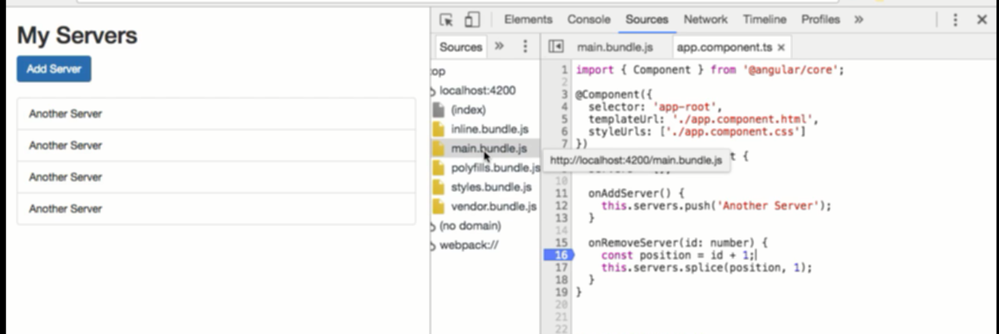 My Servers
Add Server
Another Server
Another Server
Another Server
Another Server
Elements Console Sources Network Timeline Profiles »
Sources »
op
localhost:4200
(index)
inline.bundle.js
main.bundle.js
polyfills.bundle.js
styles.bundle.js
vendor.bundle.js
(no domain)
webpack://
main.bundle.js app.component.ts ×
1 import { Component } from '@angular/core';
2
3 @Component({
4 selector: 'app-root',
5 templateUrl: './app.component.html',
6 styleUrls: ['./app.component.css']
7 })
t {
http://localhost:4200/main.bundle.js
10
11 onAddServer() {
12 this.servers.push('Another Server');
13 }
14
15 onRemoveServer(id: number) {
16 const position = id + 1;
17 this.servers.splice(position, 1);
18 }
19 }
20
21
22